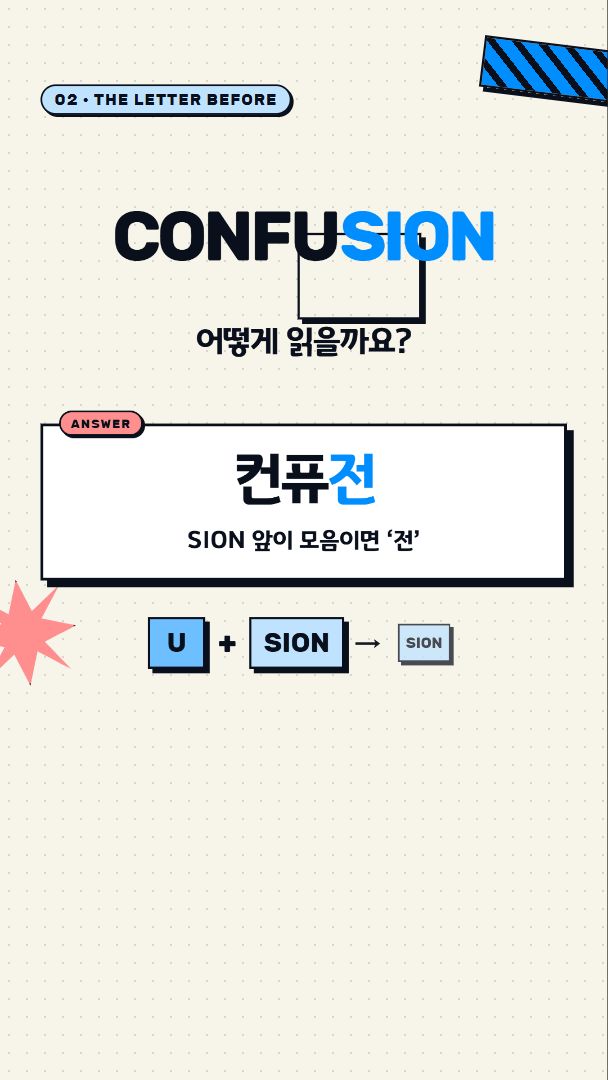 02 • THE LETTER BEFORE
CONFUSION
어떻게 읽을까요?
ANSWER
컨퓨전
SION 앞이 모음이면 ‘전’
U + SION → SION